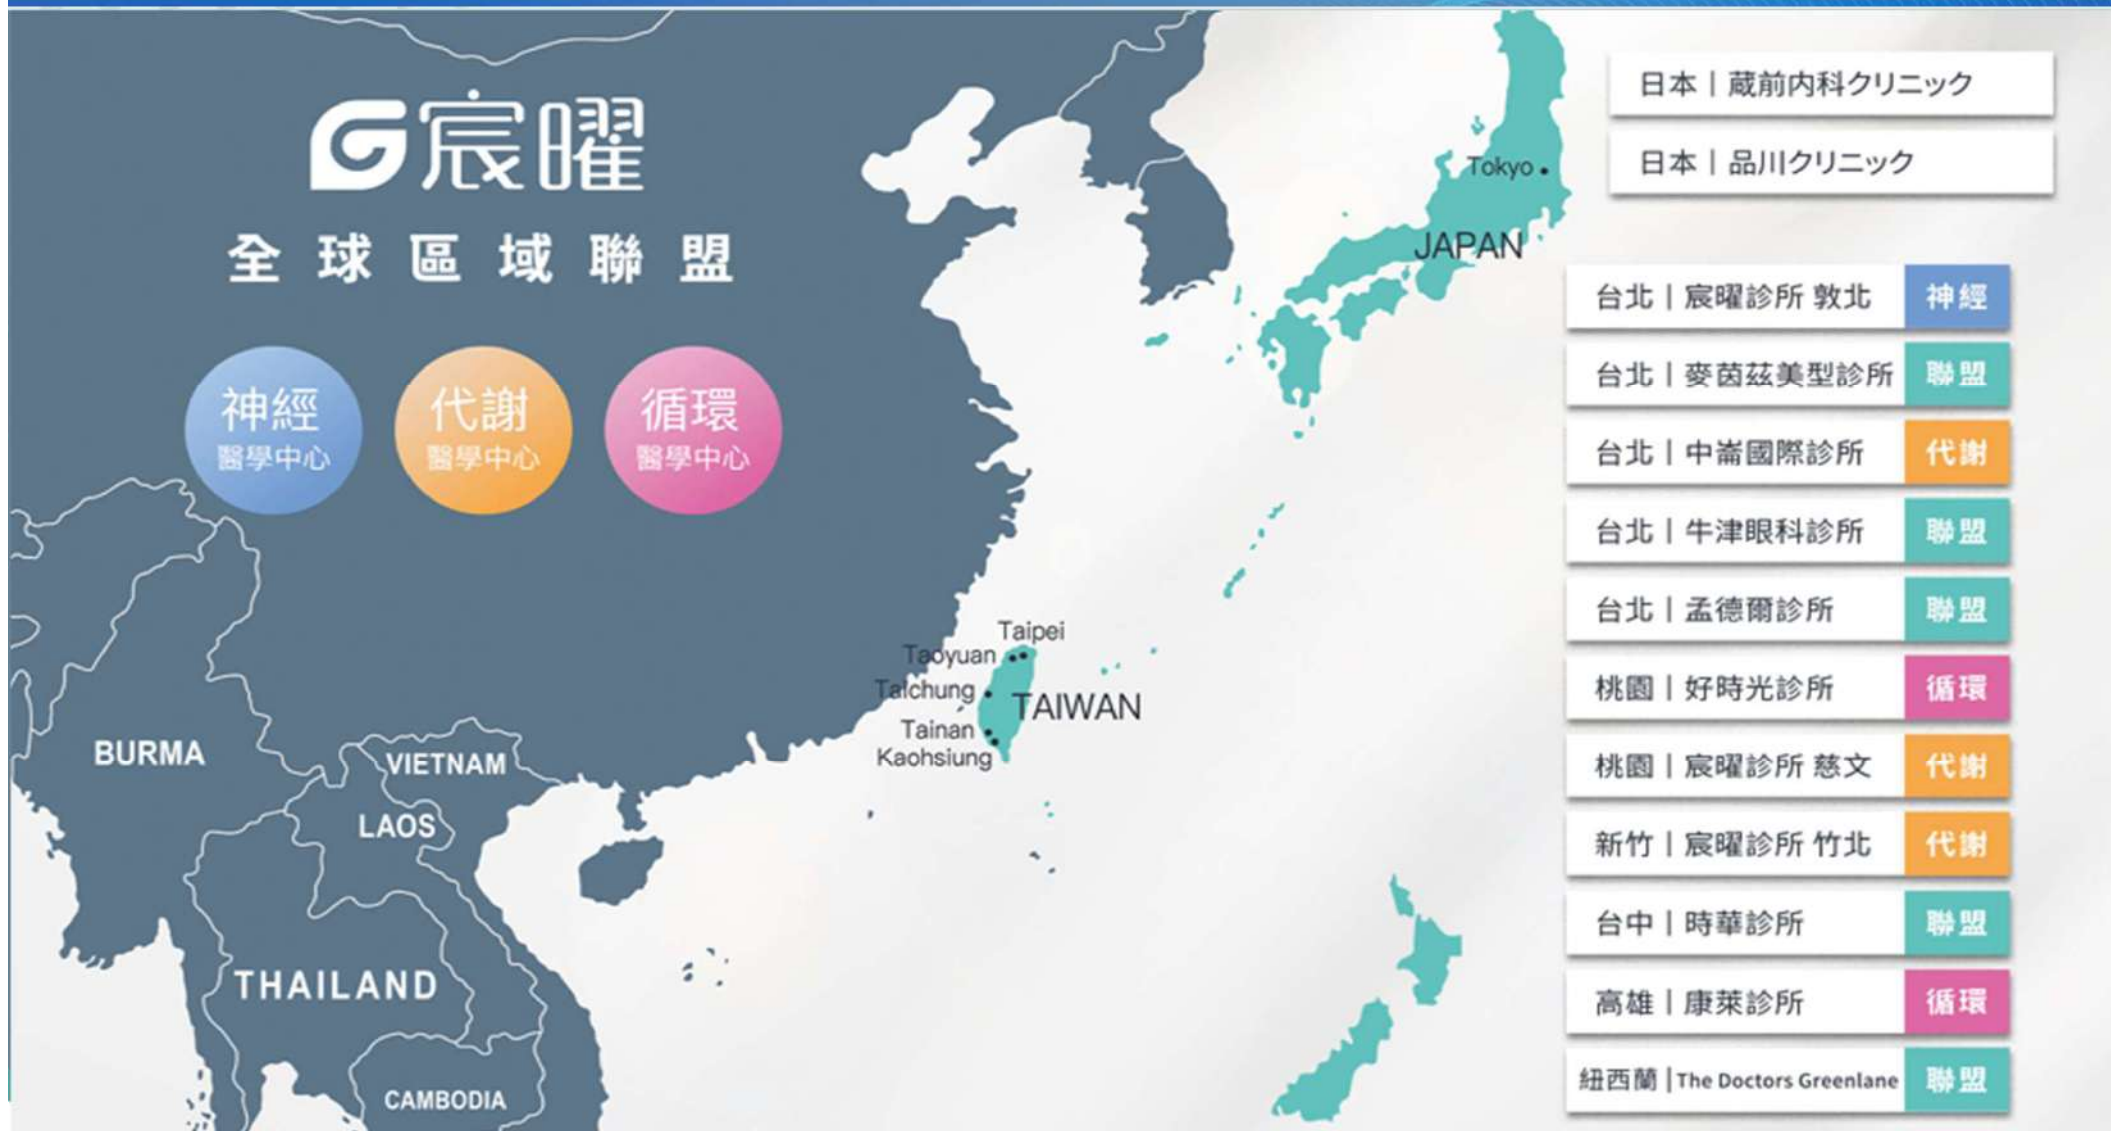 宸曜
全球區域聯盟
神經
醫學中心
代謝
醫學中心
循環
醫學中心
日本 | 蔵前内科クリニック
日本 | 品川クリニック
台北 | 宸曜診所 敦北 神經
台北 | 麥茵茲美型診所 聯盟
台北 | 中崙國際診所 代謝
台北 | 牛津眼科診所 聯盟
台北 | 孟德爾診所 聯盟
桃園 | 好時光診所 循環
桃園 | 宸曜診所 慈文 代謝
新竹 | 宸曜診所 竹北 代謝
台中 | 時華診所 聯盟
高雄 | 康萊診所 循環
紐西蘭 | The Doctors Greenlane 聯盟
Tokyo
JAPAN
Taipei
Taoyuan
Taichung
TAIWAN
Tainan
Kaohsiung
BURMA
VIETNAM
LAOS
THAILAND
CAMBODIA